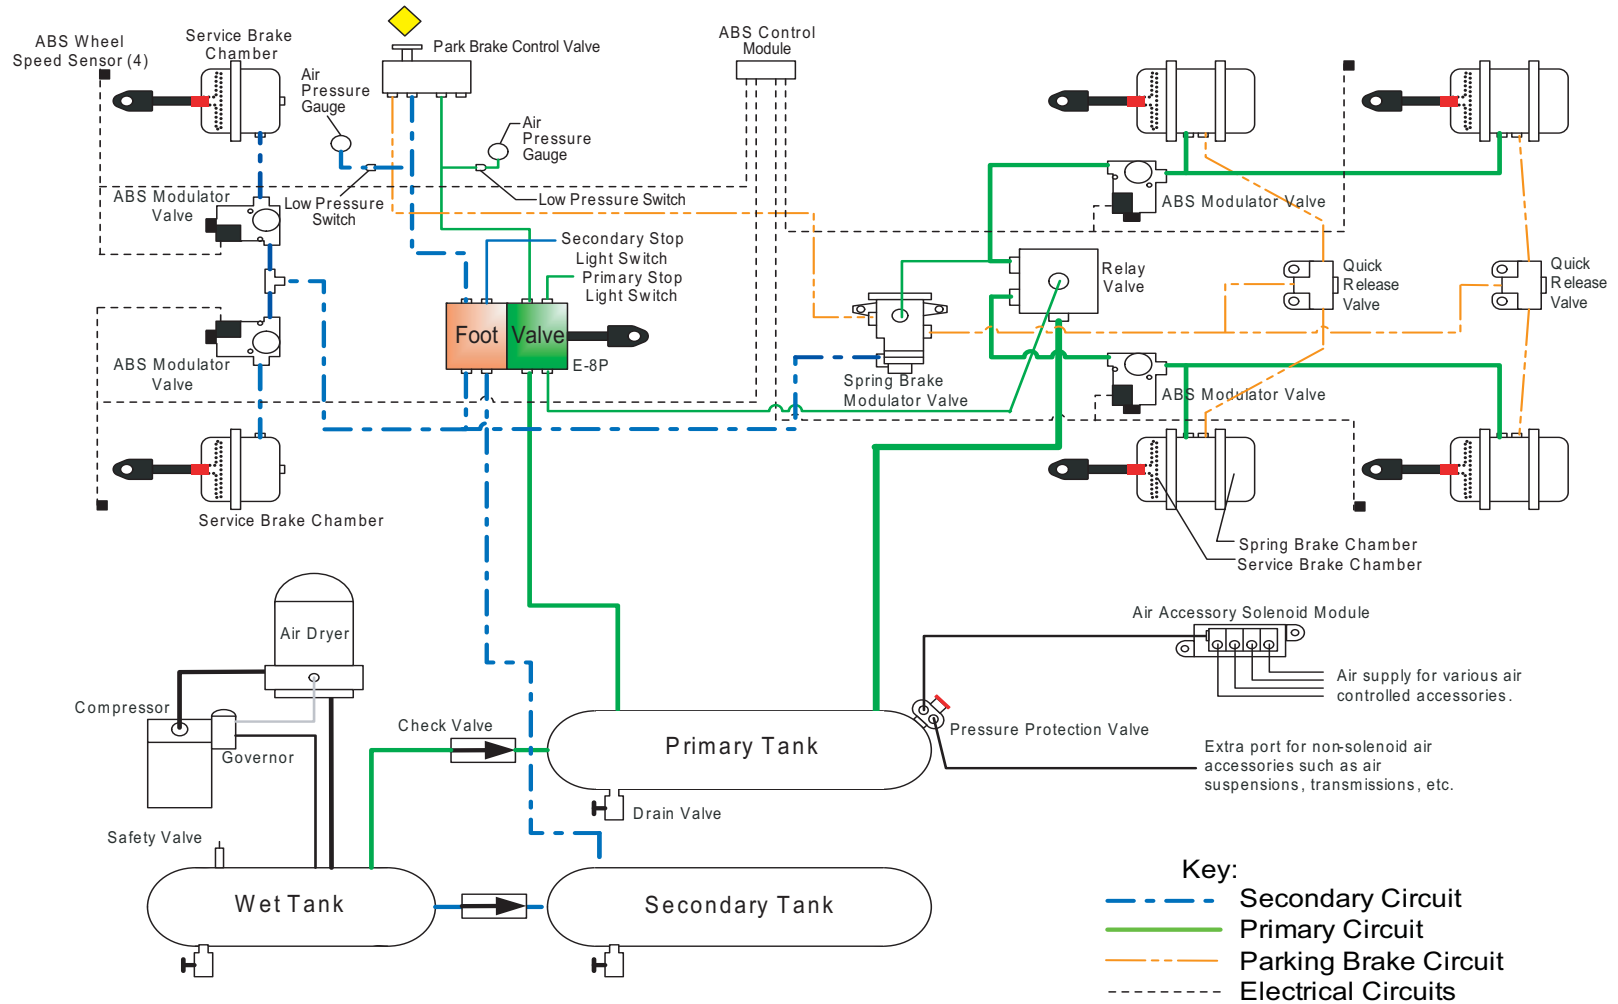 ABS Wheel
Speed Sensor (4)
Service Brake
Chamber
Air
Pressure
Gauge
Park Brake Control Valve
ABS Control
Module
Air
Pressure
Gauge
ABS Modulator
Valve
Low Pressure
Switch
Low Pressure Switch
ABS Modulator Valve
Secondary Stop
Light Switch
Primary Stop
Light Switch
Relay
Valve
Quick
Release
Valve
Quick
Release
Valve
Foot Valve
E-8P
ABS Modulator
Valve
Spring Brake
Modulator Valve
ABS Modulator Valve
Service Brake Chamber
Spring Brake Chamber
Service Brake Chamber
Air Dryer
Air Accessory Solenoid Module
Air supply for various air
controlled accessories.
Compressor
Governor
Check Valve
Primary Tank
Pressure Protection Valve
Extra port for non-solenoid air
accessories such as air
suspensions, transmissions, etc.
Drain Valve
Safety Valve
Wet Tank
Secondary Tank
Key:
Secondary Circuit
Primary Circuit
Parking Brake Circuit
Electrical Circuits